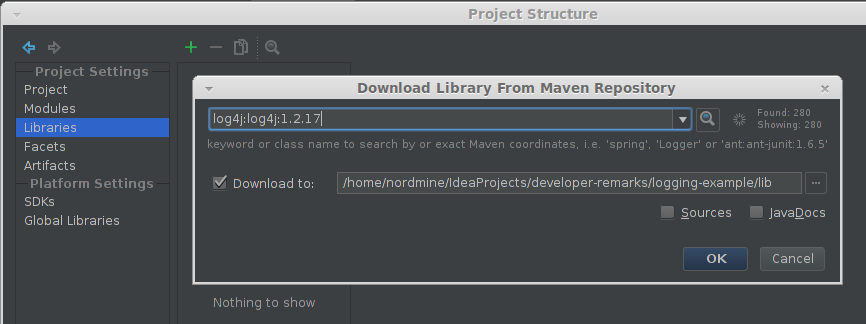 Project Structure
Project Settings
Project
Modules
Libraries
Facets
Artifacts
Platform Settings
SDKs
Global Libraries
Download Library From Maven Repository
log4j:log4j:1.2.17
Found: 280
Showing: 280
keyword or class name to search by or exact Maven coordinates, i.e. 'spring', 'Logger' or 'ant:ant-junit:1.6.5'
Download to:
/home/nordmine/IdeaProjects/developer-remarks/logging-example/lib
...
Sources
JavaDocs
OK
Cancel
Nothing to show